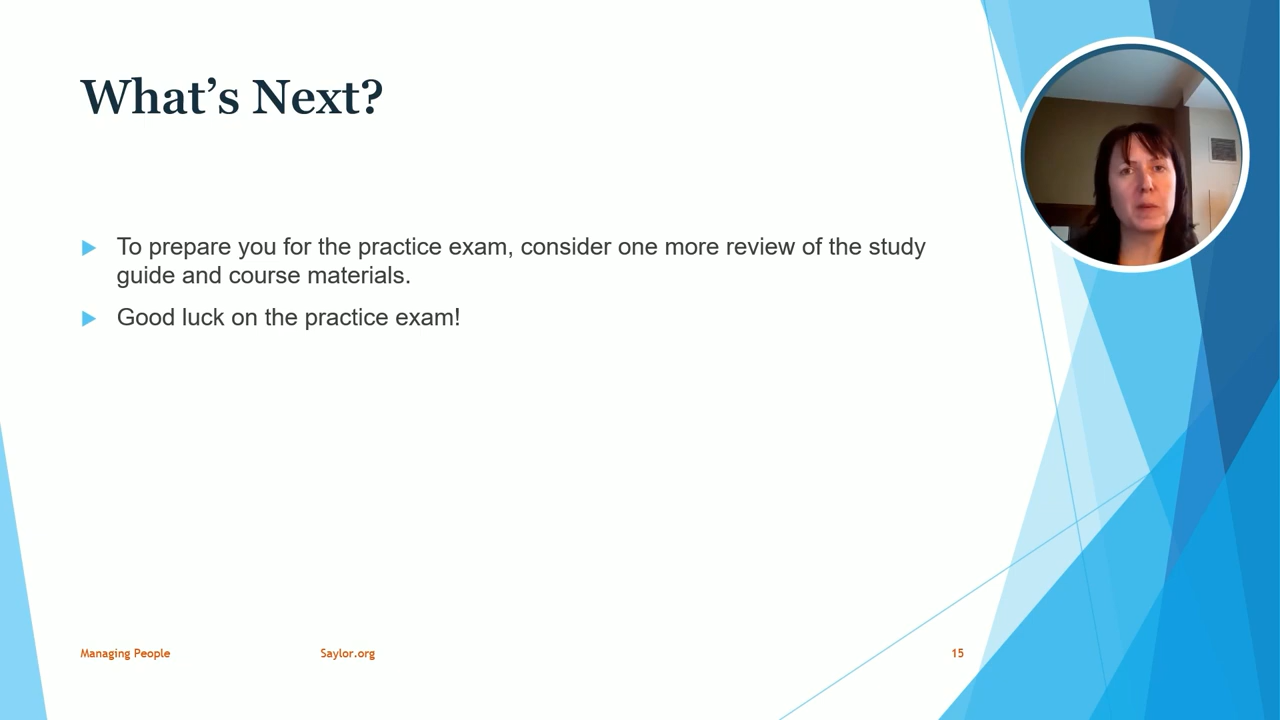 What’s Next?
To prepare you for the practice exam, consider one more review of the study
guide and course materials.
Good luck on the practice exam!
Managing People Saylor.org 15